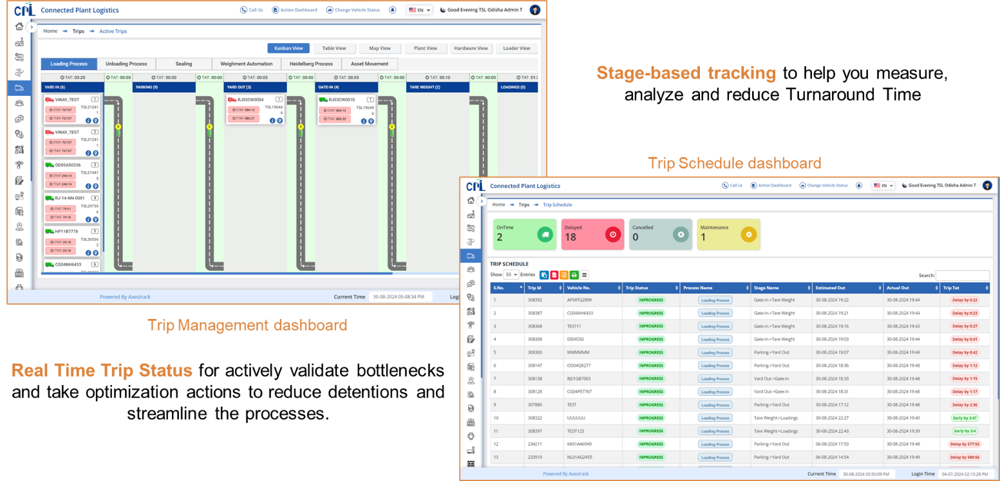 CPL Connected Plant Logistics
Call Us Action Dashboard Change Vehicle Status EN Good Evening TSL Odisha Admin T
Home Trips Active Trips
Kanban View Table View Map View Plant View Hardware View Loader View
Loading Process Unloading Process Sealing Weighment Automation Heidelberg Process Asset Movement
TAT: 03:20 TAT: 00:00 TAT: 00:00 TAT: 00:00 TAT: 00:05 TAT: 00:00 TAT: 00:05 TAT: 00:00 TAT: 00:10 TAT: 00:00
YARD IN (6) PARKING (9) YARD OUT (3) GATE-IN (4) TARE WEIGHT (2) LOADINGS (0)
VINAY_TEST 1
CTAT-767:07 TSL21241
TTAT-767:07 6
VINAY_TEST 2
CTAT-767:07 TSL21241
TTAT-767:07 1
OD05AS0336 3
CTAT-246:14 TSL27447
TTAT-246:14 0
RJ-14-NN-0001 4
CTAT-79:21 TSL29750
TTAT-79:18 6
HP11B7778 5
CTAT-25:18 TSL30556
TTAT-25:18 2
CG04NH6433 6
9
RJ03CW0004 1
CTAT-886:12 TSL19646
TTAT-886:21 6
RJ03CW0010 1
CTAT-886:12 TSL19649
TTAT-886:20 6
Powered By Axestrack Current Time 30-08-2024 05:48:34 PM
Trip Management dashboard
Real Time Trip Status for actively validate bottlenecks
and take optimization actions to reduce detentions and
streamline the processes.
Stage-based tracking to help you measure,
analyze and reduce Turnaround Time
Trip Schedule dashboard
CPL Connected Plant Logistics
Call Us Action Dashboard Change Vehicle Status EN Good Evening TSL Odisha Admin T
Home Trips Trip Schedule
OnTime Delayed Cancelled Maintenance
2 18 0 1
TRIP SCHEDULE
Show 50 Entries Search:
S.No. Trip Id Vehicle No. Trip Status Process Name Stage Name Estimated Out Actual Out Trip Tat
1 308392 AP39TG2899 INPROGRESS Loading Process Gate-In->Tare Weight 30-08-2024 19:22 30-08-2024 19:44 Delay by 0:22
2 308387 CG04NH6433 INPROGRESS Loading Process Gate-In->Tare Weight 30-08-2024 19:21 30-08-2024 19:44 Delay by 0:23
3 308368 TEST11 INPROGRESS Loading Process Gate-In->Tare Weight 30-08-2024 19:16 30-08-2024 19:43 Delay by 0:27
4 308308 DEMOSS INPROGRESS Loading Process Gate-In->Tare Weight 30-08-2024 19:03 30-08-2024 19:44 Delay by 0:41
5 308300 MMMMMM INPROGRESS Loading Process Parking->Yard Out 30-08-2024 19:07 30-08-2024 19:49 Delay by 0:42
6 308147 OD04Q9277 INPROGRESS Loading Process Parking->Yard Out 30-08-2024 18:36 30-08-2024 19:48 Delay by 1:12
7 308138 RJ01GB7063 INPROGRESS Loading Process Yard Out->Gate-In 30-08-2024 18:33 30-08-2024 19:48 Delay by 1:15
8 308128 CG04PE7767 INPROGRESS Loading Process Yard Out->Gate-In 30-08-2024 18:31 30-08-2024 19:48 Delay by 1:17
9 307880 TEST INPROGRESS Loading Process Parking->Yard Out 30-08-2024 17:12 30-08-2024 19:48 Delay by 2:36
10 308322 UUUUUU INPROGRESS Loading Process Tare Weight->Loadings 30-08-2024 22:27 30-08-2024 19:40 Early by 2:47
11 308397 TEDT123 INPROGRESS Loading Process Tare Weight->Loadings 30-08-2024 22:43 30-08-2024 19:39 Early by 3:4
12 234211 KA51AA6949 INPROGRESS Loading Process Parking->Yard Out 06-08-2024 17:53 30-08-2024 19:48 Delay by 577:55
13 233910 NL01AG2455 INPROGRESS Loading Process Parking->Yard Out 06-08-2024 14:54 30-08-2024 19:49 Delay by 580:55
Powered By Axestrack Current Time 30-08-2024 05:50:09 PM Login Time 04-07-2024 02:13:28 PM